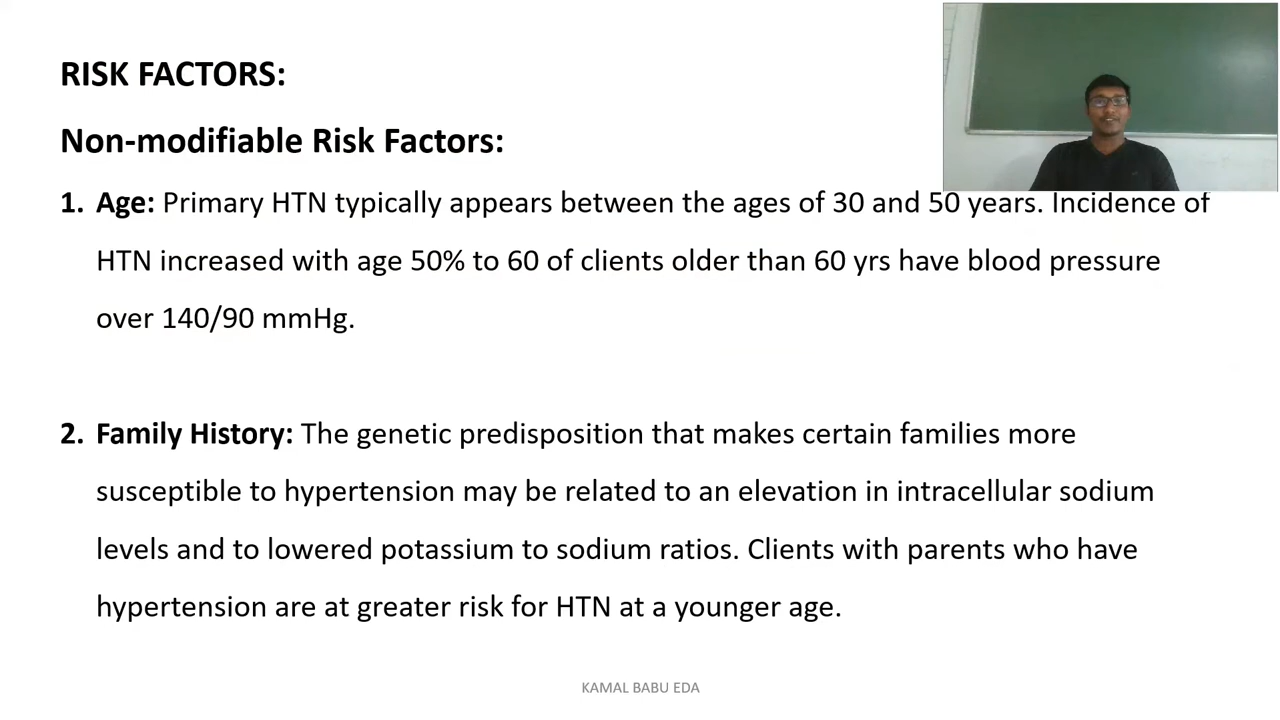 RISK FACTORS:
Non-modifiable Risk Factors:
1. Age: Primary HTN typically appears between the ages of 30 and 50 years. Incidence of
HTN increased with age 50% to 60 of clients older than 60 yrs have blood pressure
over 140/90 mmHg.
2. Family History: The genetic predisposition that makes certain families more
susceptible to hypertension may be related to an elevation in intracellular sodium
levels and to lowered potassium to sodium ratios. Clients with parents who have
hypertension are at greater risk for HTN at a younger age.
KAMAL BABU EDA